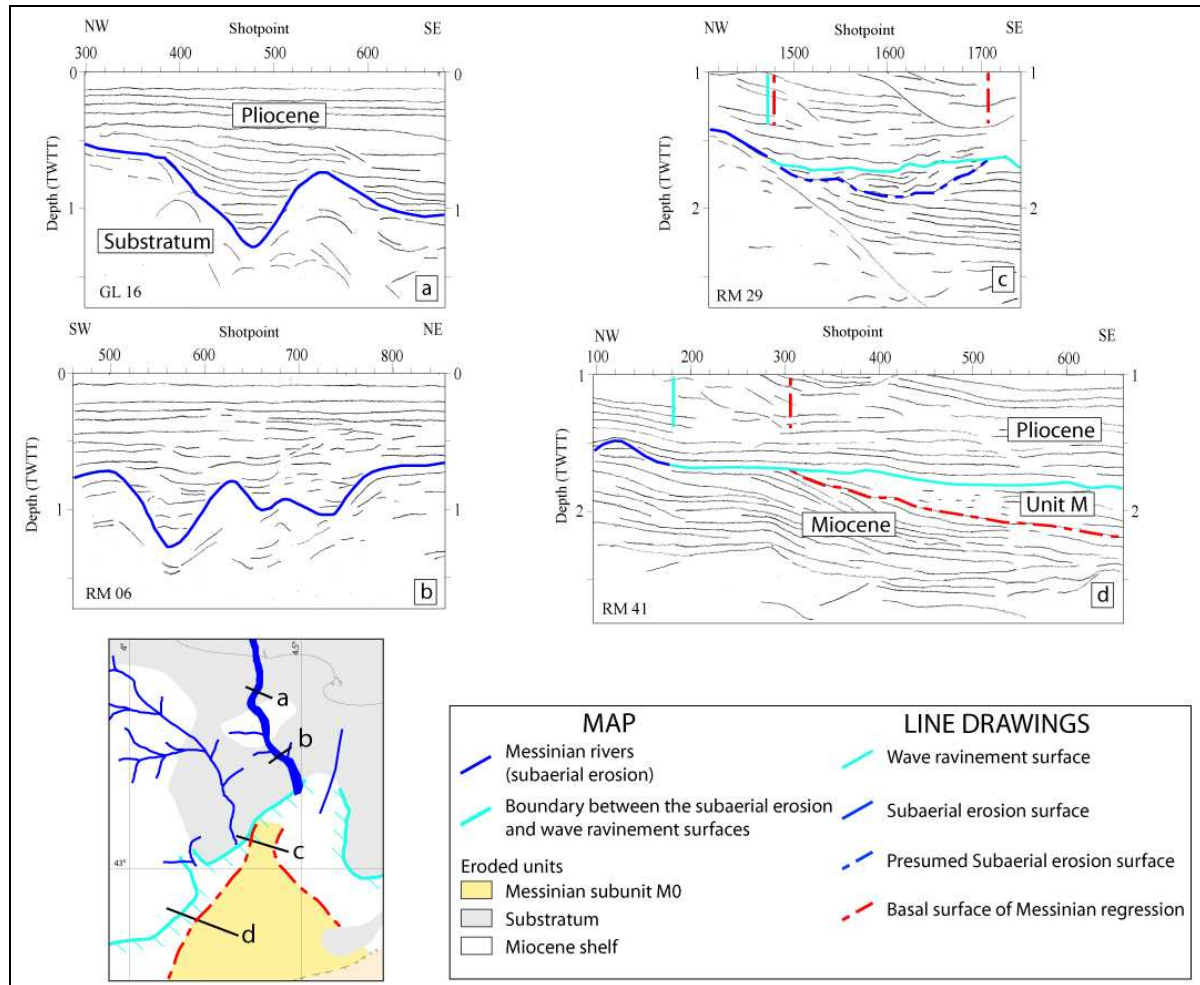 NW Shotpoint SE
300 400 500 600
0 0
Pliocene
Depth (TWTT)
1 1
Substratum
GL 16
a
SW Shotpoint NE
500 600 700 800
0 0
Depth (TWTT)
1 1
RM 06
b
NW Shotpoint SE
1500 1600 1700
1 1
Depth (TWTT)
2 2
RM 29
c
NW Shotpoint SE
100 200 300 400 500 600
1 1
Pliocene
Depth (TWTT)
Unit M
2 2
Miocene
RM 41
d
4° 4.5°
a
b
c
43°
d
MAP
Messinian rivers
(subaerial erosion)
Boundary between the subaerial erosion
and wave ravinement surfaces
Eroded units
Messinian subunit M0
Substratum
Miocene shelf
LINE DRAWINGS
Wave ravinement surface
Subaerial erosion surface
Presumed Subaerial erosion surface
Basal surface of Messinian regression